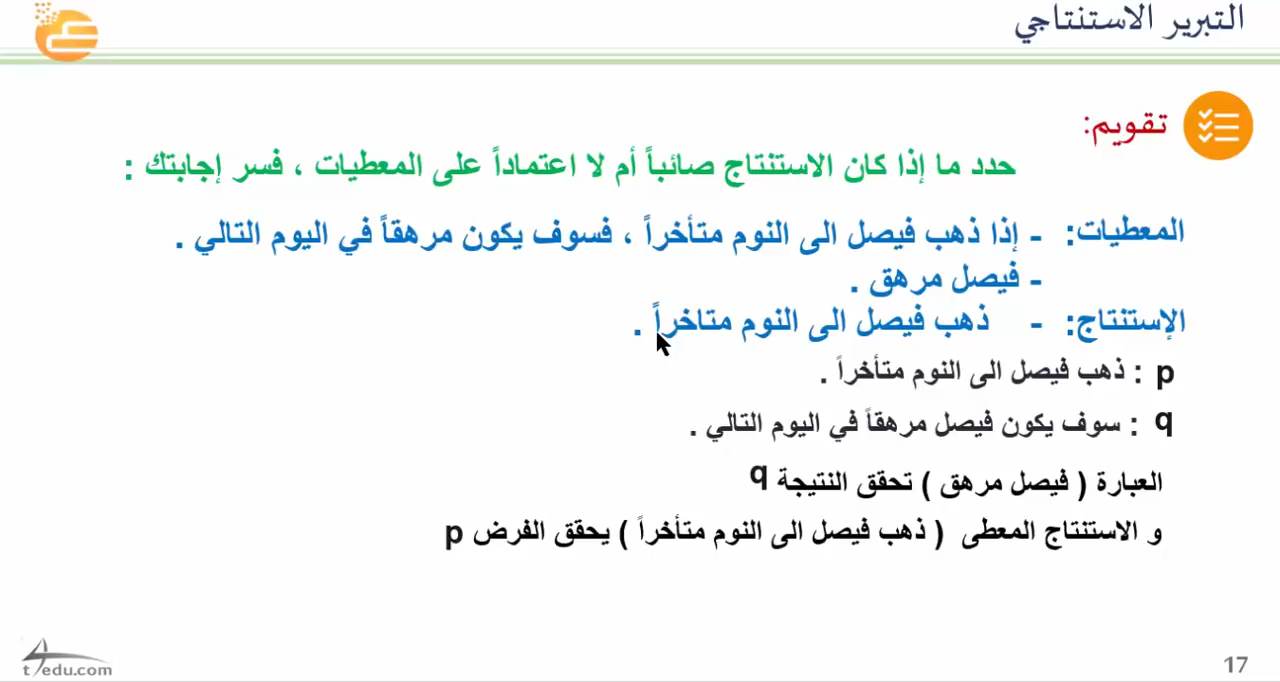 التبرير الاستنتاجي
تقويم:
حدد ما إذا كان الاستنتاج صائباً أم لا اعتماداً على المعطيات ، فسر إجابتك :
المعطيات: - إذا ذهب فيصل الى النوم متأخراً ، فسوف يكون مرهقاً في اليوم التالي .
- فيصل مرهق .
الإستنتاج: - ذهب فيصل الى النوم متاخراً .
p : ذهب فيصل الى النوم متأخراً .
q : سوف يكون فيصل مرهقاً في اليوم التالي .
العبارة ( فيصل مرهق ) تحقق النتيجة q
و الاستنتاج المعطى ( ذهب فيصل الى النوم متأخراً ) يحقق الفرض p
t4edu.com
17